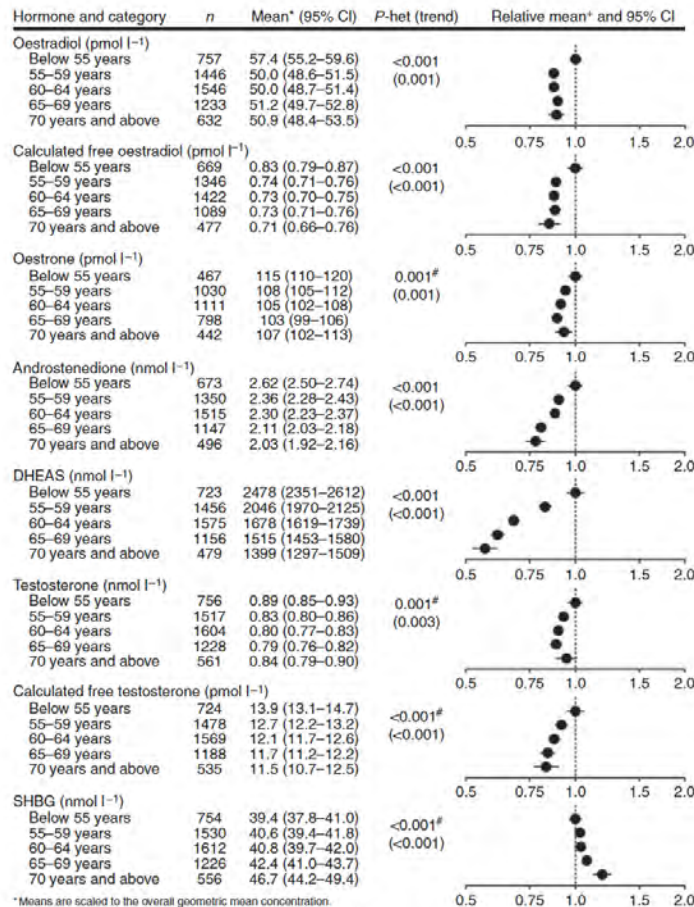 Hormone and category n Mean* (95% CI) P-het (trend) Relative mean+ and 95% CI
Oestradiol (pmol l−1)
Below 55 years 757 57.4 (55.2–59.6) <0.001
55–59 years 1446 50.0 (48.6–51.5) (0.001)
60–64 years 1546 50.0 (48.7–51.4)
65–69 years 1233 51.2 (49.7–52.8)
70 years and above 632 50.9 (48.4–53.5)
0.5 0.75 1.0 2.0
Calculated free oestradiol (pmol l−1)
Below 55 years 669 0.83 (0.79–0.87) <0.001
55–59 years 1346 0.74 (0.71–0.76) (<0.001)
60–64 years 1422 0.73 (0.70–0.75)
65–69 years 1089 0.73 (0.71–0.76)
70 years and above 477 0.71 (0.66–0.76)
0.5 0.75 1.0 2.0
Oestrone (pmol l−1)
Below 55 years 467 115 (110–120) 0.001#
55–59 years 1030 108 (105–112) (0.001)
60–64 years 1111 105 (102–108)
65–69 years 798 103 (99–106)
70 years and above 442 107 (102–113)
0.5 0.75 1.0 2.0
Androstenedione (nmol l−1)
Below 55 years 673 2.62 (2.50–2.74) <0.001
55–59 years 1350 2.36 (2.28–2.43) (<0.001)
60–64 years 1515 2.30 (2.23–2.37)
65–69 years 1147 2.11 (2.03–2.18)
70 years and above 496 2.03 (1.92–2.16)
0.5 0.75 1.0 2.0
DHEAS (nmol l−1)
Below 55 years 723 2478 (2351–2612) <0.001
55–59 years 1456 2046 (1970–2125) (<0.001)
60–64 years 1575 1678 (1619–1739)
65–69 years 1156 1515 (1453–1580)
70 years and above 479 1399 (1297–1509)
0.5 0.75 1.0 2.0
Testosterone (nmol l−1)
Below 55 years 756 0.89 (0.85–0.93) 0.001#
55–59 years 1517 0.83 (0.80–0.86) (0.003)
60–64 years 1604 0.80 (0.77–0.83)
65–69 years 1228 0.79 (0.76–0.82)
70 years and above 561 0.84 (0.79–0.90)
0.5 0.75 1.0 2.0
Calculated free testosterone (pmol l−1)
Below 55 years 724 13.9 (13.1–14.7) <0.001#
55–59 years 1478 12.7 (12.2–13.2) (<0.001)
60–64 years 1569 12.1 (11.7–12.6)
65–69 years 1188 11.7 (11.2–12.2)
70 years and above 535 11.5 (10.7–12.5)
0.5 0.75 1.0 2.0
SHBG (nmol l−1)
Below 55 years 754 39.4 (37.8–41.0) <0.001#
55–59 years 1530 40.6 (39.4–41.8) (<0.001)
60–64 years 1612 40.8 (39.7–42.0)
65–69 years 1226 42.4 (41.0–43.7)
70 years and above 556 46.7 (44.2–49.4)
0.5 0.75 1.0 2.0
*Means are scaled to the overall geometric mean concentration.